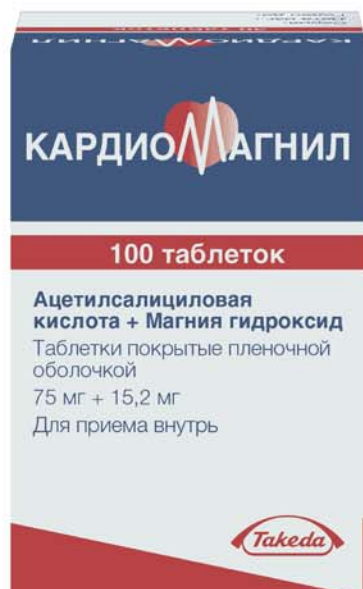 КАРДИОМАГНИЛ
100 таблеток
Ацетилсалициловая
кислота + Магния гидроксид
Таблетки покрытые пленочной
оболочкой
75 мг + 15,2 мг
Для приема внутрь
Takeda